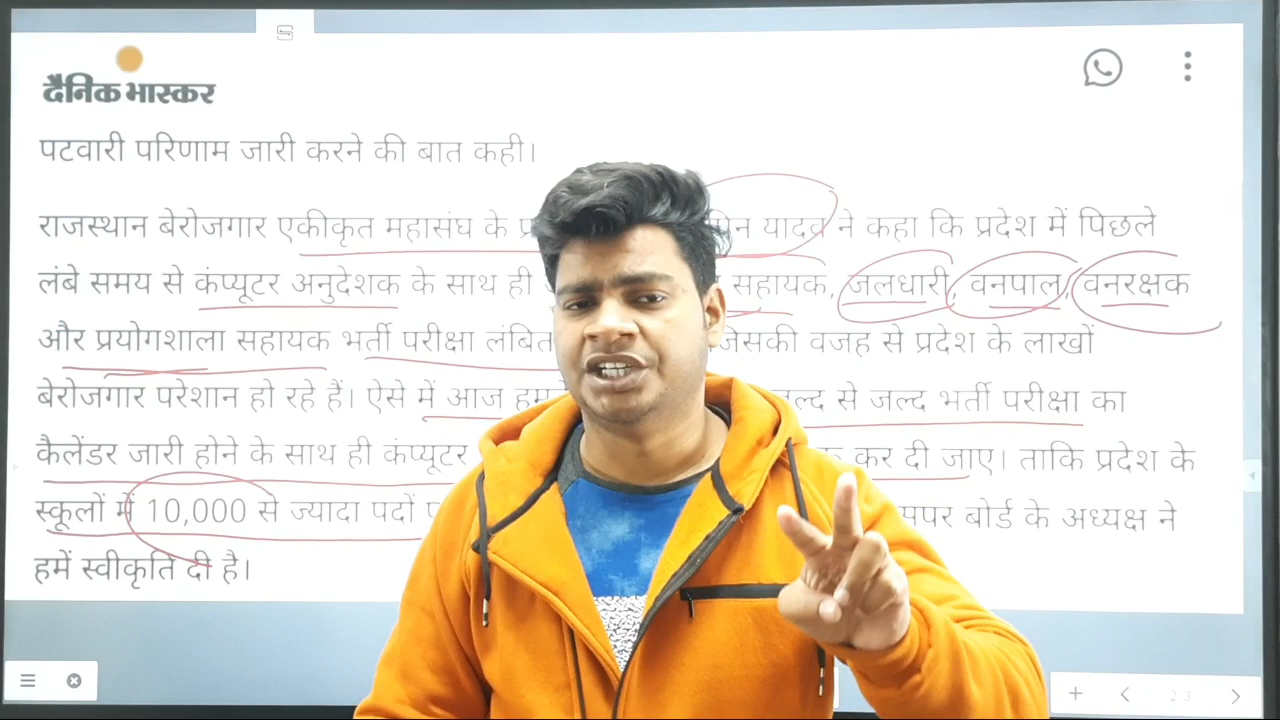 दैनिक भास्कर
पटवारी परिणाम जारी करने की बात कही।
राजस्थान बेरोजगार एकीकृत महासंघ के यादव ने कहा कि प्रदेश में पिछले
लंबे समय से कंप्यूटर अनुदेशक के साथ ही सहायक, जलधारी, वनपाल, वनरक्षक
और प्रयोगशाला सहायक भर्ती परीक्षा लंबित जिसकी वजह से प्रदेश के लाखों
बेरोजगार परेशान हो रहे हैं। ऐसे में आज से जल्द भर्ती परीक्षा का
कैलेंडर जारी होने के साथ ही कंप्यूटर कर दी जाए। ताकि प्रदेश के
स्कूलों में 10,000 से ज्यादा पदों बोर्ड के अध्यक्ष ने
हमें स्वीकृति दी है।